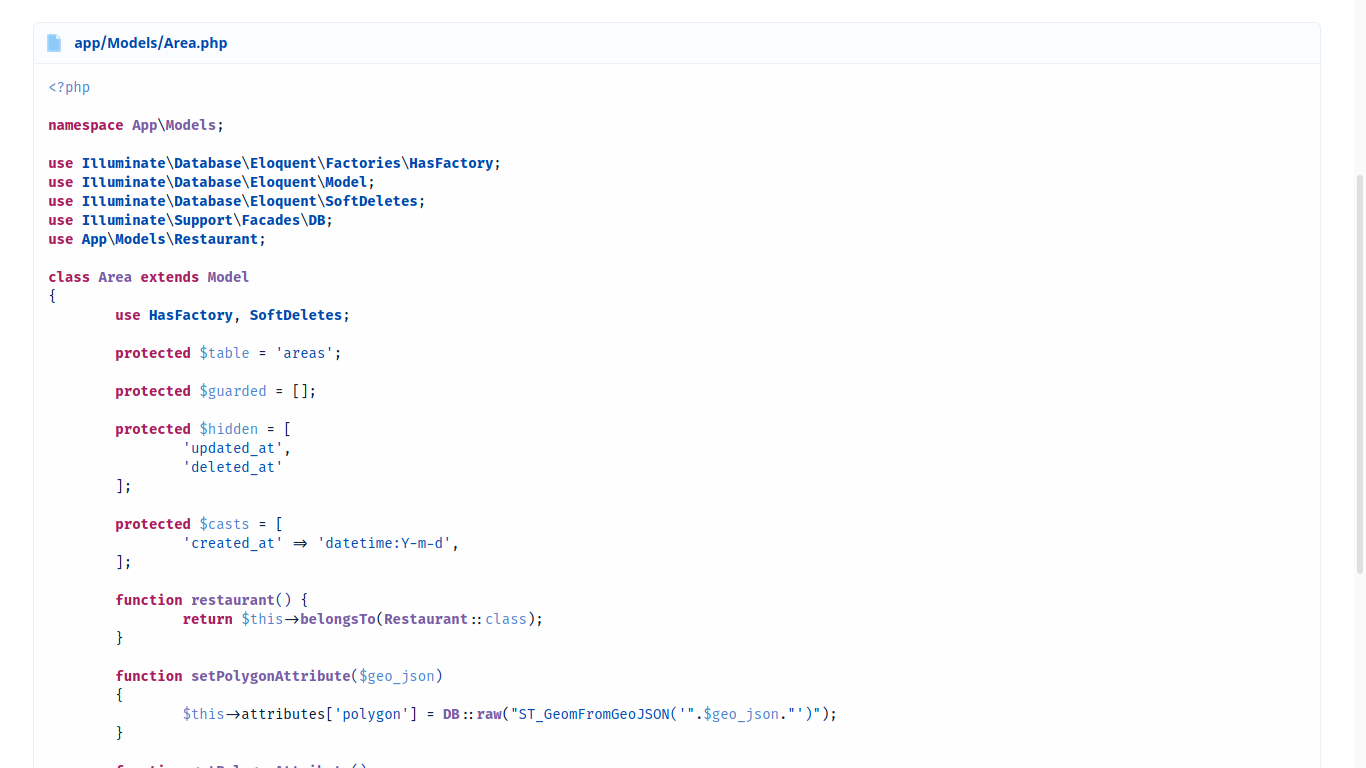 app/Models/Area.php
<?php
namespace App\Models;
use Illuminate\Database\Eloquent\Factories\HasFactory;
use Illuminate\Database\Eloquent\Model;
use Illuminate\Database\Eloquent\SoftDeletes;
use Illuminate\Support\Facades\DB;
use App\Models\Restaurant;
class Area extends Model
{
use HasFactory, SoftDeletes;
protected $table = 'areas';
protected $guarded = [];
protected $hidden = [
'updated_at',
'deleted_at'
];
protected $casts = [
'created_at' => 'datetime:Y-m-d',
];
function restaurant() {
return $this->belongsTo(Restaurant::class);
}
function setPolygonAttribute($geo_json)
{
$this->attributes['polygon'] = DB::raw("ST_GeomFromGeoJSON('".$geo_json."')");
}